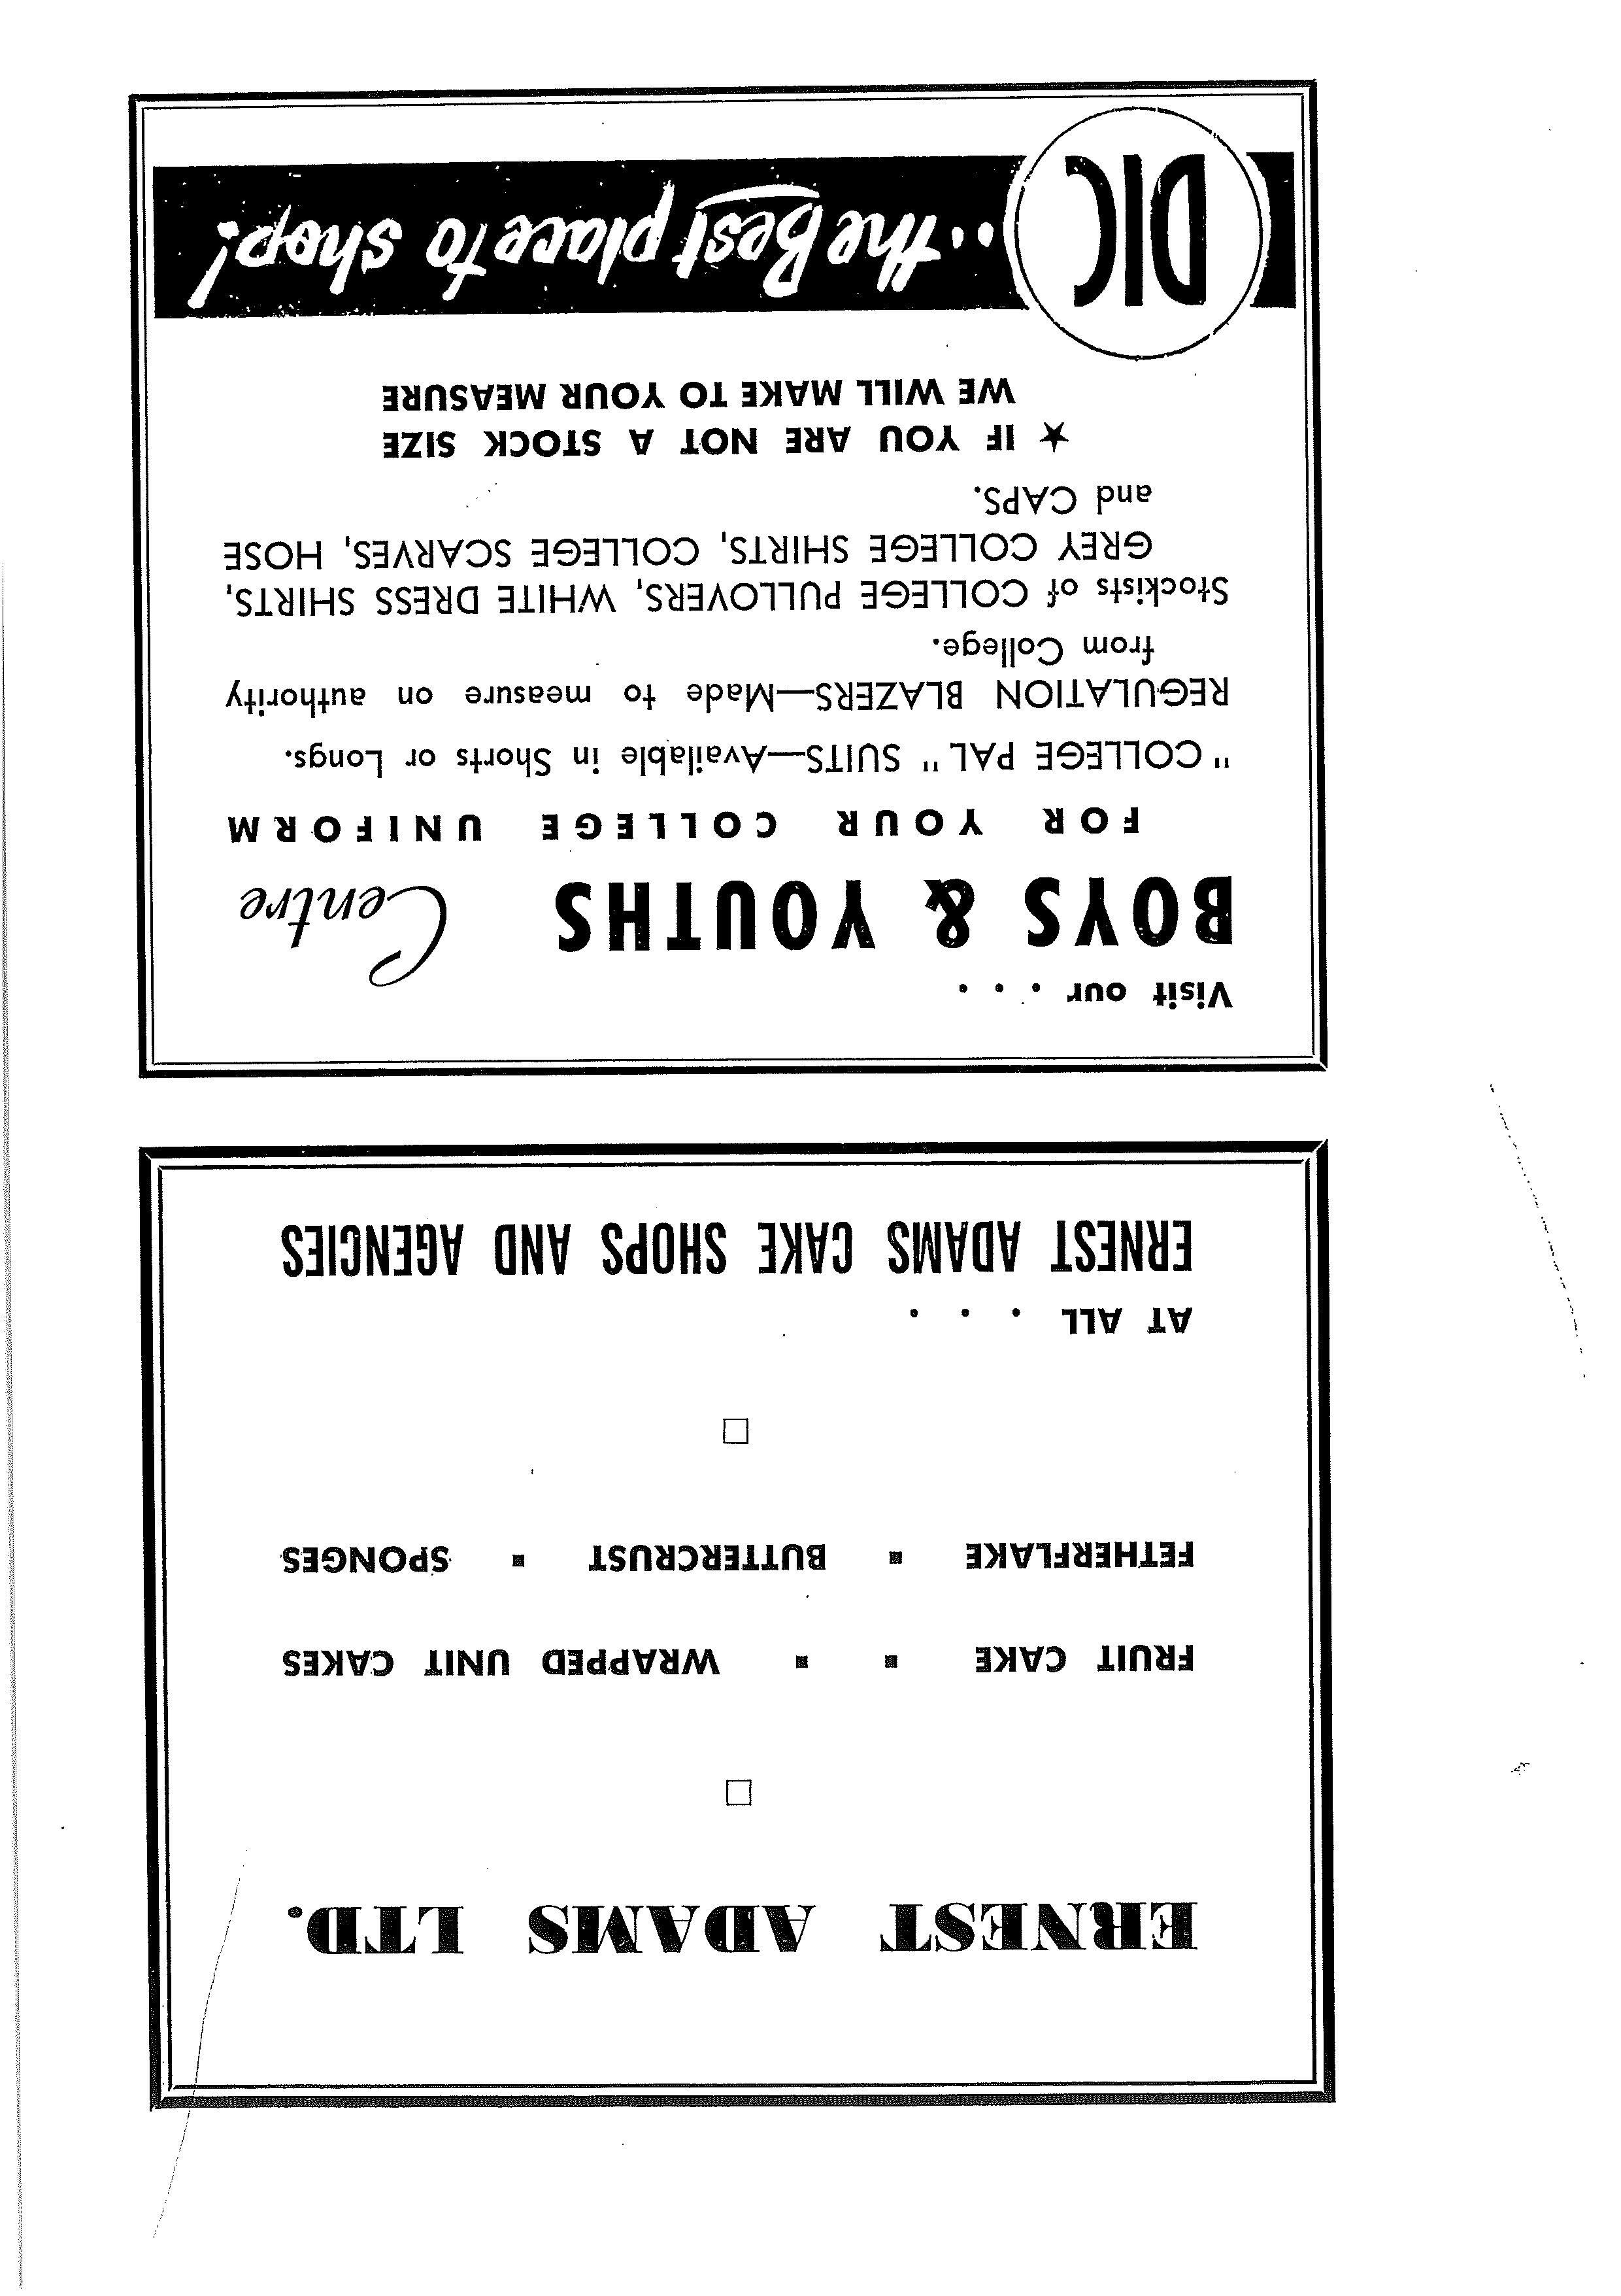 ERNEST ADAMS LTD.
FRUIT CAKE ▪ ▪ WRAPPED UNIT CAKES
FETHERFLAKE ▪ BUTTERCRUST ▪ SPONGES
AT ALL . . .
ERNEST ADAMS CAKE SHOPS AND AGENCIES
Visit our . . .
BOYS & YOUTHS Centre
FOR YOUR COLLEGE UNIFORM
"COLLEGE PAL" SUITS—Available in Shorts or Longs.
REGULATION BLAZERS—Made to measure on authority
from College.
Stockists of COLLEGE PULLOVERS, WHITE DRESS SHIRTS,
GREY COLLEGE SHIRTS, COLLEGE SCARVES, HOSE
and CAPS.
★ IF YOU ARE NOT A STOCK SIZE
WE WILL MAKE TO YOUR MEASURE
DIC ...the Best place to shop!